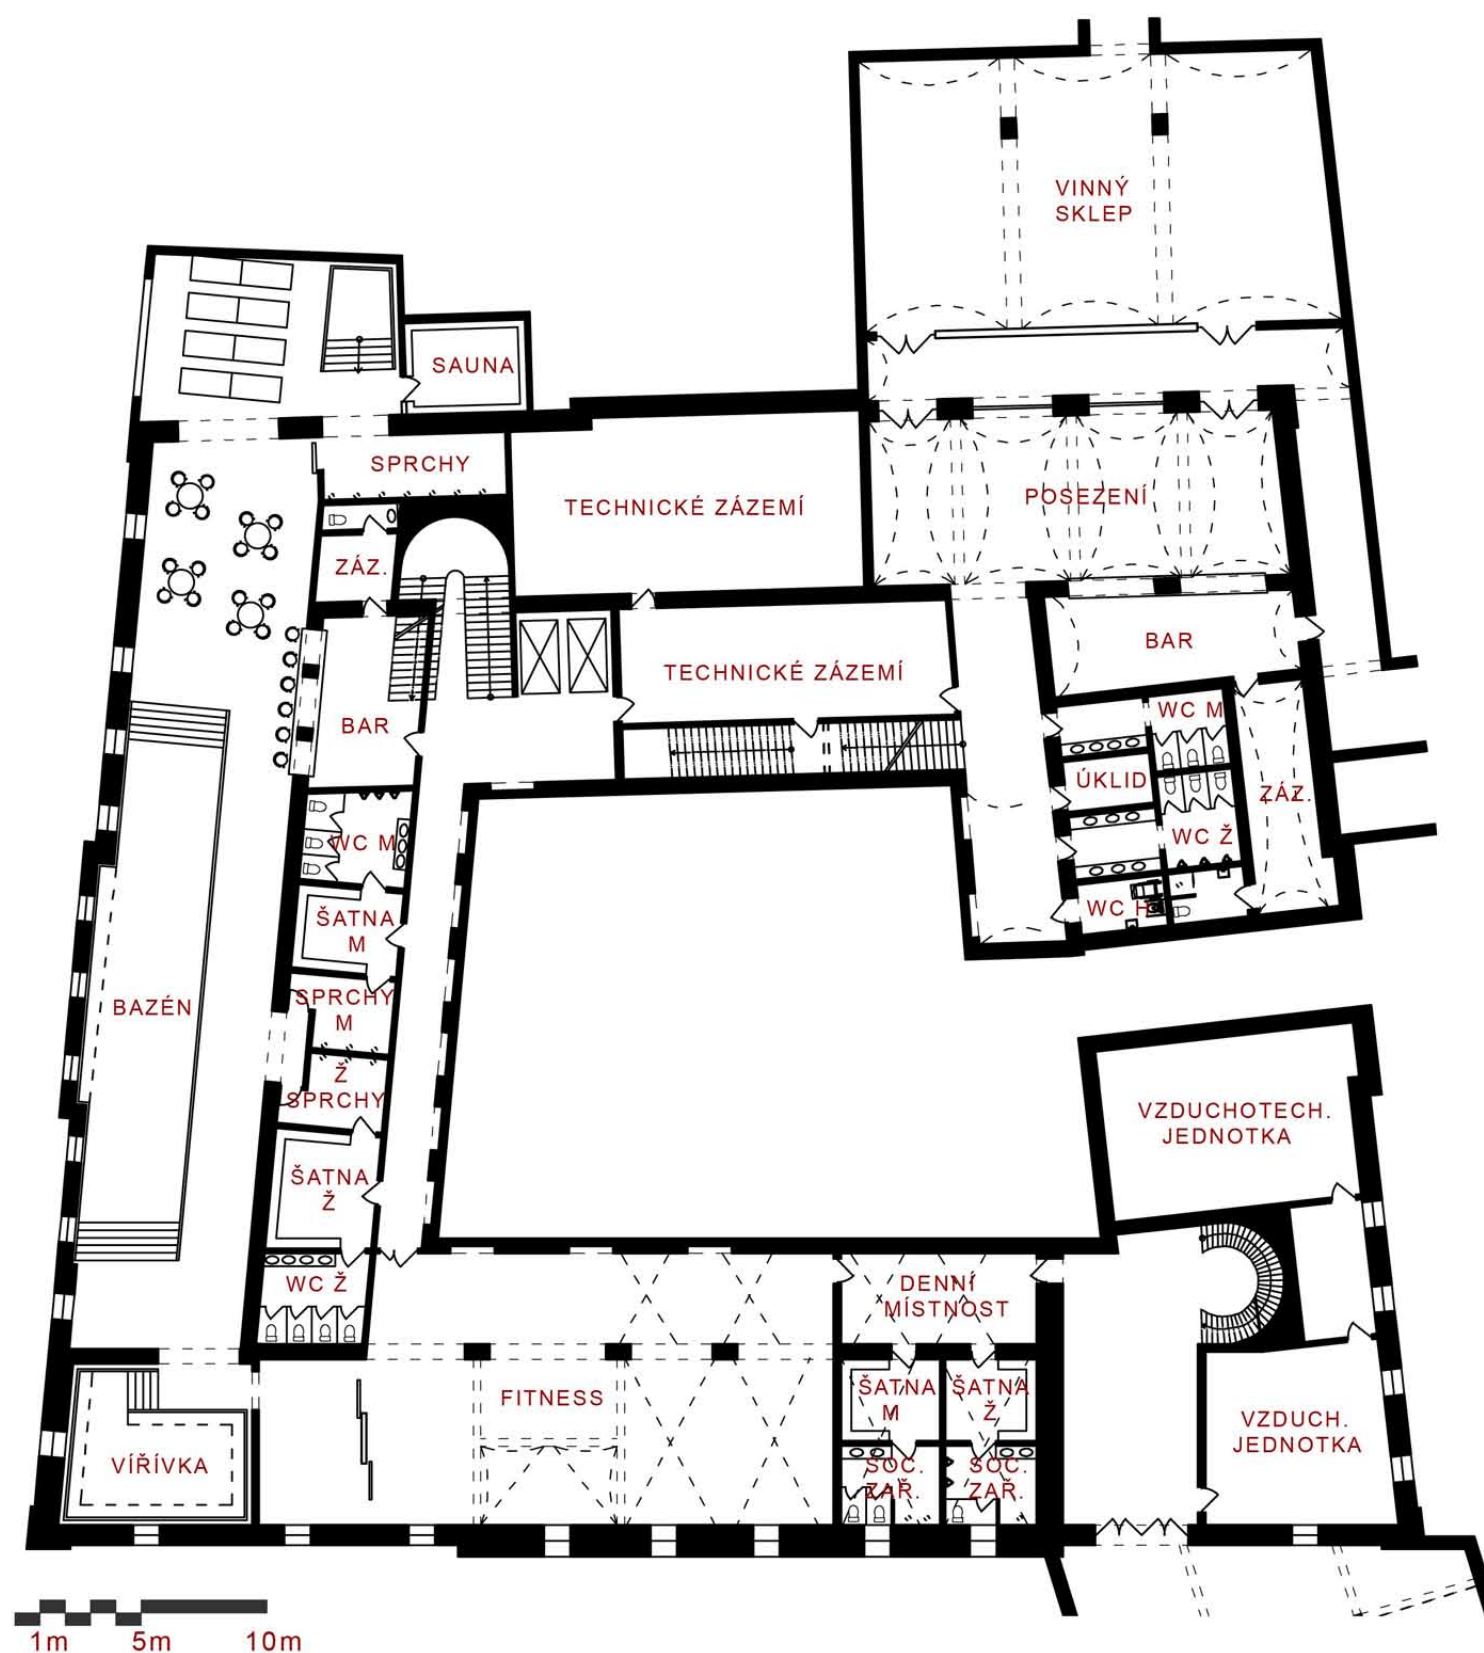 VINNÝ
SKLEP
SAUNA
SPRCHY
TECHNICKÉ ZÁZEMÍ
POSEZENÍ
ZÁZ.
BAR
TECHNICKÉ ZÁZEMÍ
BAR
WC M
ÚKLID
ZÁZ.
WC M
WC Ž
ŠATNA
M
WC H
BAZÉN
SPRCHY
M
Ž
SPRCHY
VZDUCHOTECH.
JEDNOTKA
ŠATNA
Ž
WC Ž
DENNÍ
MÍSTNOST
FITNESS
ŠATNA
M
ŠATNA
Ž
VZDUCH.
JEDNOTKA
VÍŘÍVKA
SOC.
ZAŘ.
SOC.
ZAŘ.
1m 5m 10m